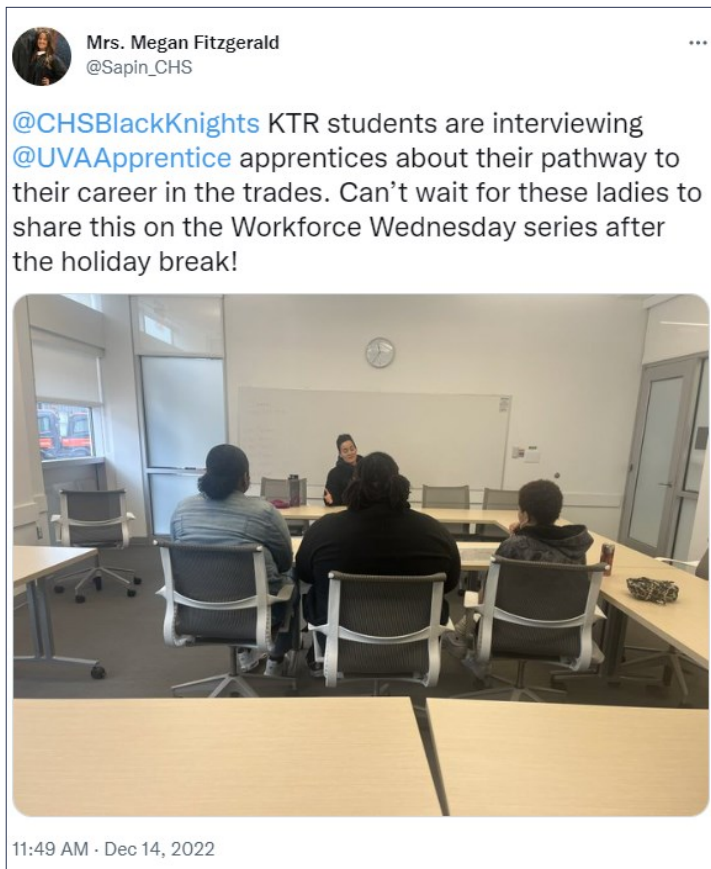 Mrs. Megan Fitzgerald
@Sapin_CHS
@CHSBlackKnights KTR students are interviewing
@UVAApprentice apprentices about their pathway to
their career in the trades. Can’t wait for these ladies to
share this on the Workforce Wednesday series after
the holiday break!
11:49 AM · Dec 14, 2022